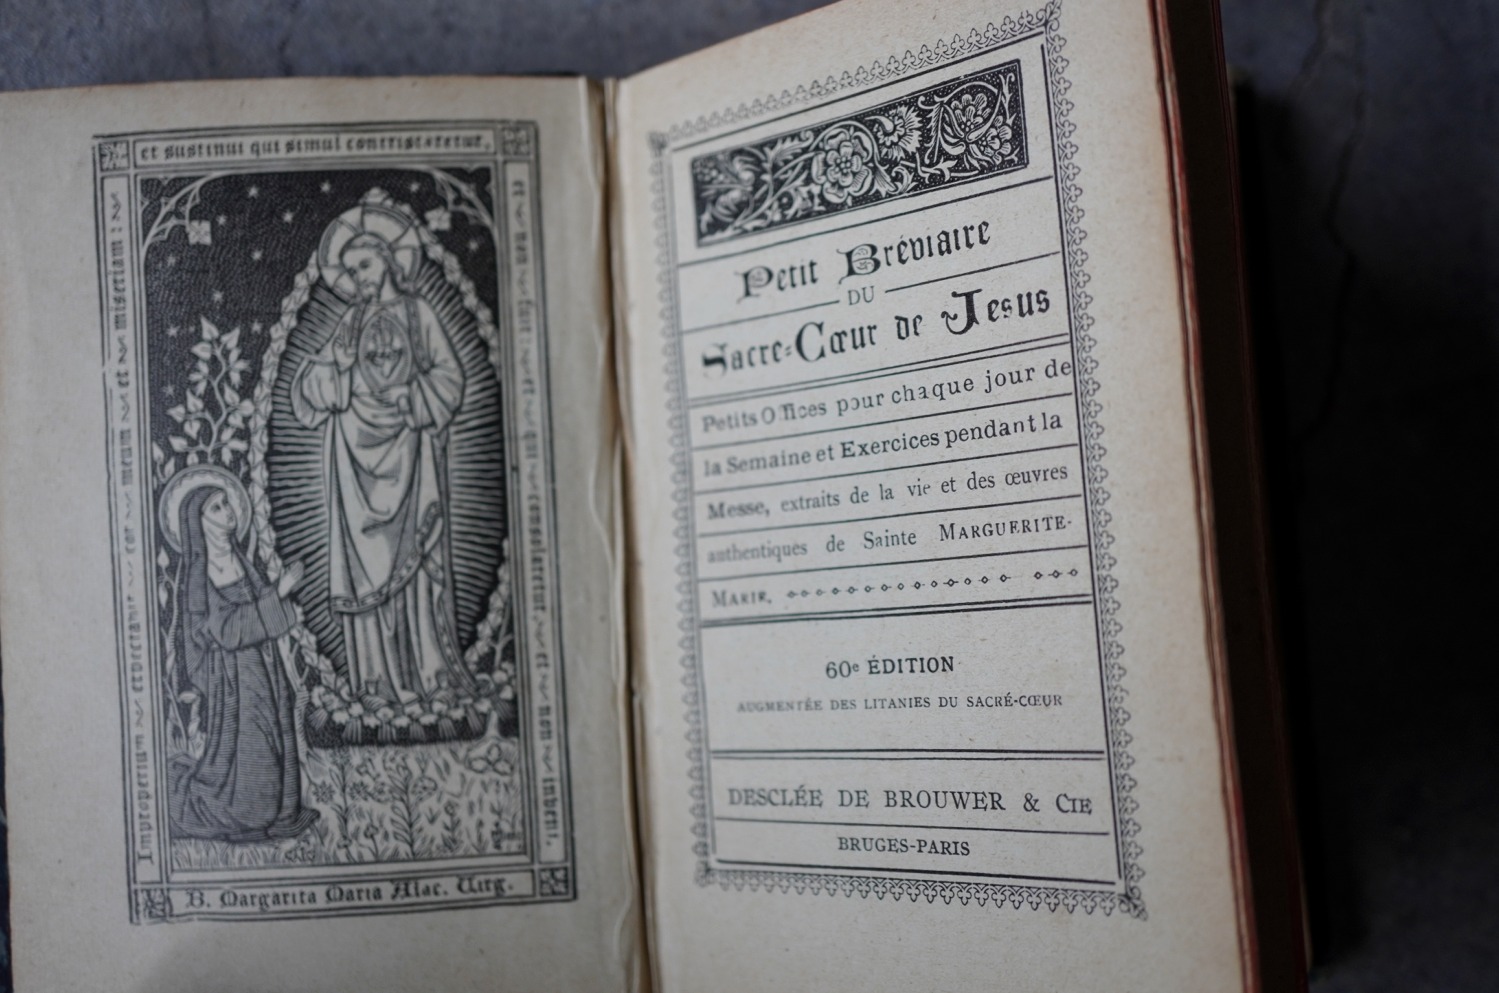 et sustinui qui simul contristaretur,
et non fuit : et qui consolaretur, et non inveni.
Improperium expectavit cor meum et miseriam :
B. Margarita Maria Alac. Virg.
Petit Bréviaire
DU
Sacré-Cœur de Jesus
Petits Offices pour chaque jour de
la Semaine et Exercices pendant la
Messe, extraits de la vie et des œuvres
authentiques de Sainte MARGUERITE-
MARIE.
60e ÉDITION
AUGMENTÉE DES LITANIES DU SACRÉ-CŒUR
DESCLÉE DE BROUWER & CIE
BRUGES-PARIS